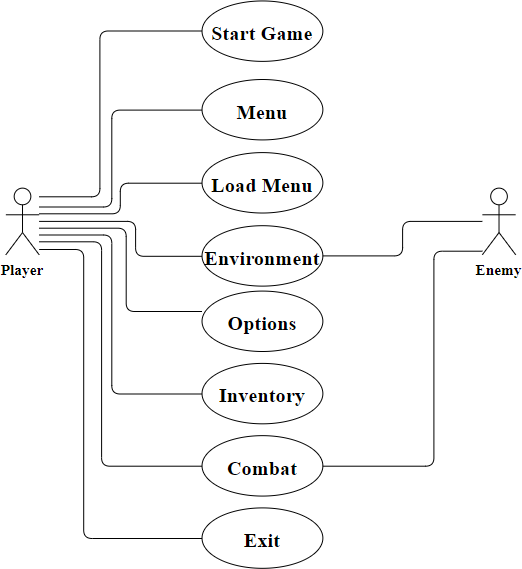 Start Game
Menu
Load Menu
Player
Environment
Enemy
Options
Inventory
Combat
Exit